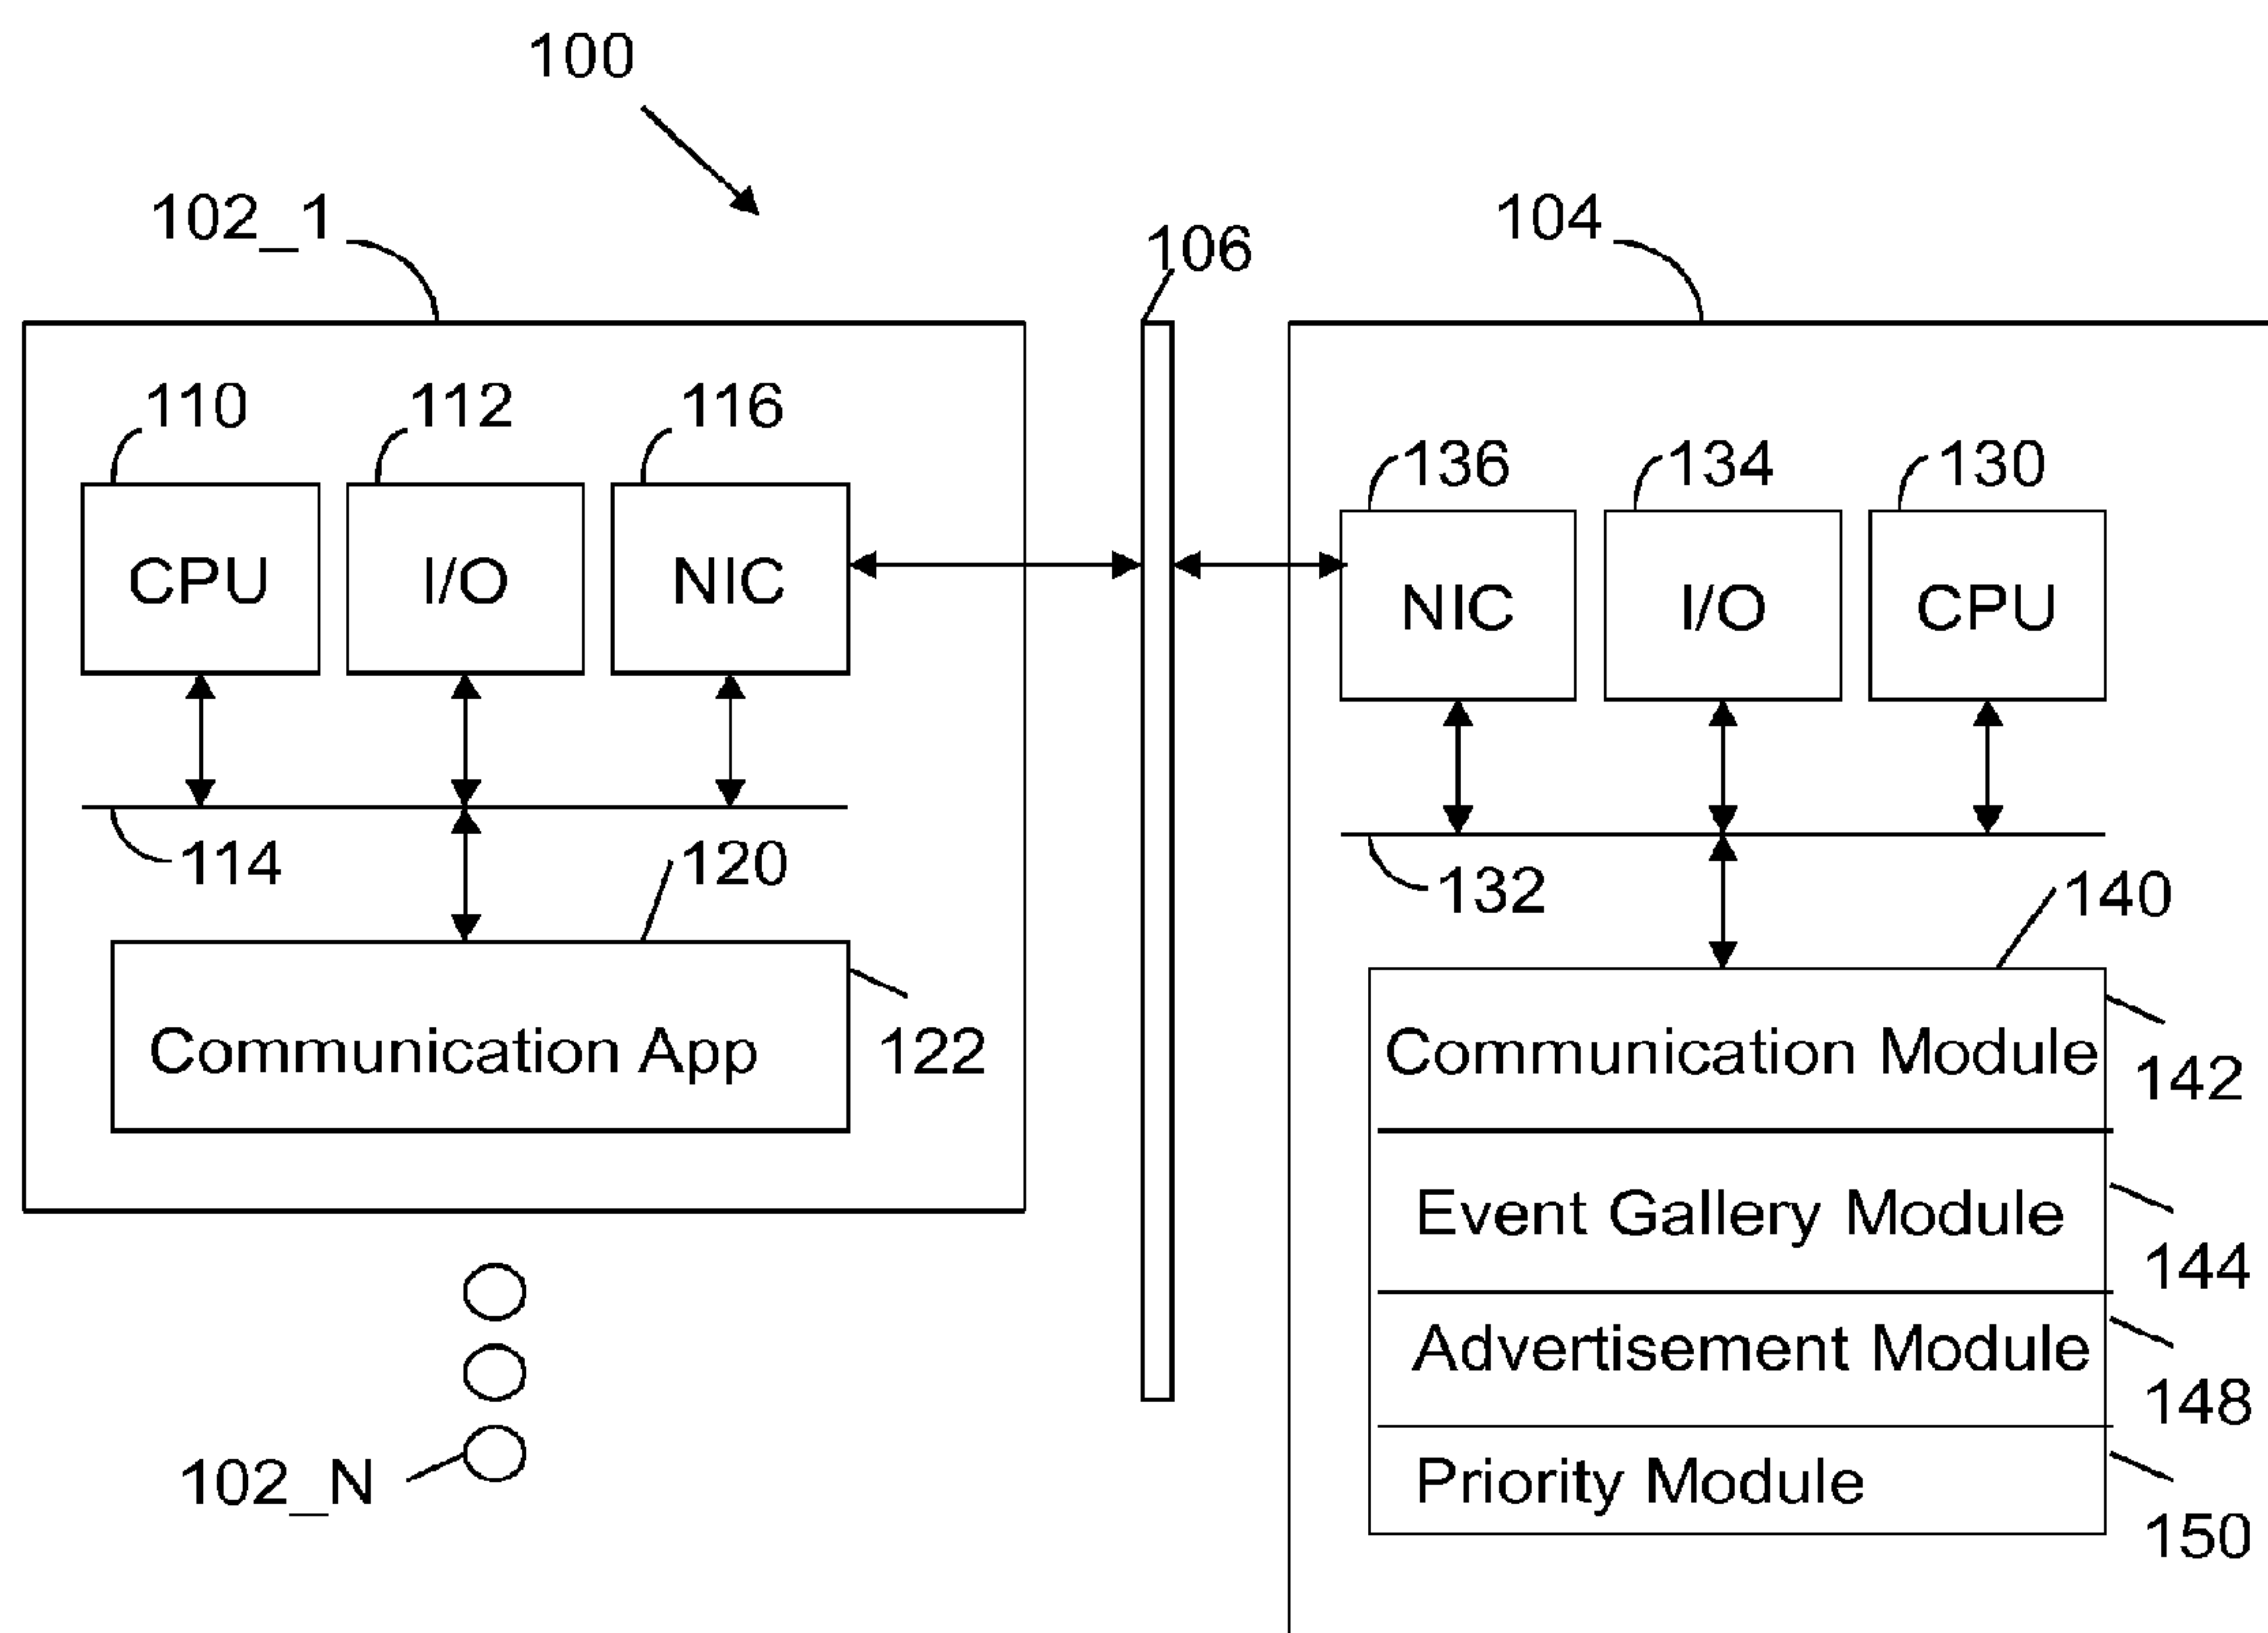 100
102_1
106
104
110 112 116
136 134 130
CPU I/O NIC
NIC I/O CPU
114 120
132 140
Communication App 122
Communication Module 142
Event Gallery Module 144
Advertisement Module 148
102_N
Priority Module 150